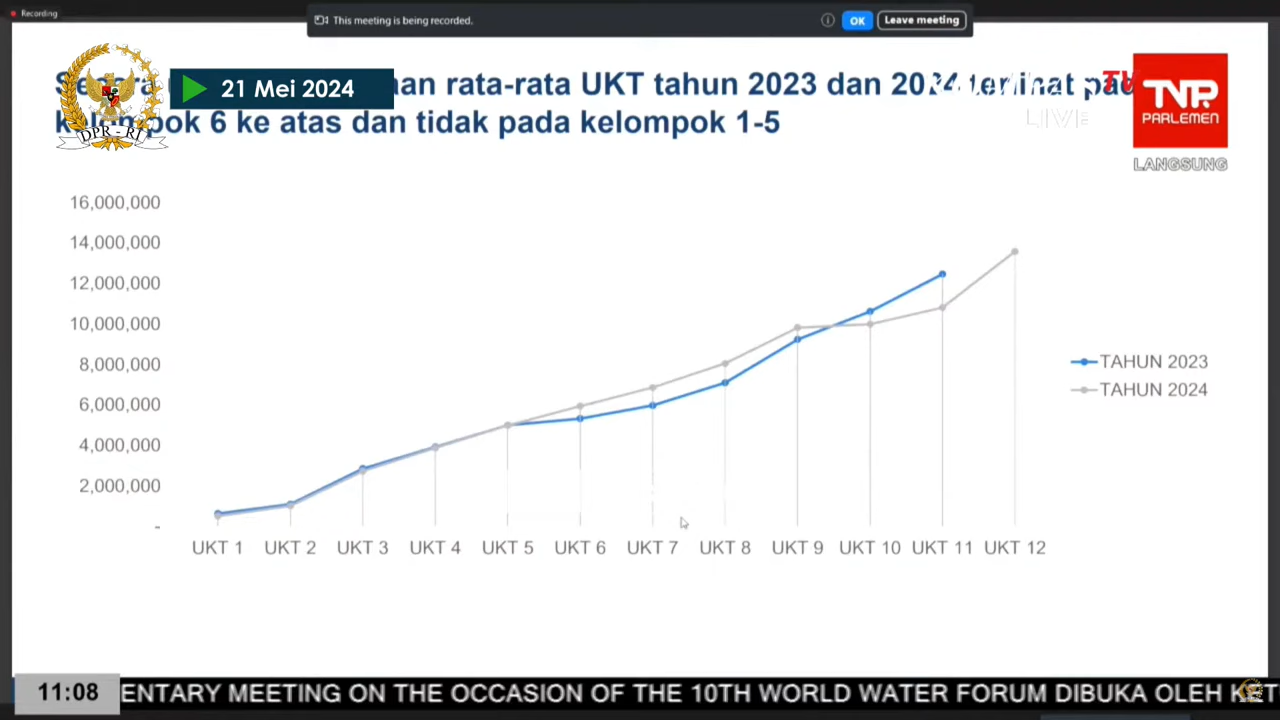 Recording
This meeting is being recorded.
OK
Leave meeting
21 Mei 2024
rata-rata UKT tahun 2023 dan 2024 terlihat pada
kelompok 6 ke atas dan tidak pada kelompok 1-5
DPR - RI
LIVE
TVR
PARLEMEN
LANGSUNG
16,000,000
14,000,000
12,000,000
10,000,000
8,000,000
6,000,000
4,000,000
2,000,000
-
UKT 1 UKT 2 UKT 3 UKT 4 UKT 5 UKT 6 UKT 7 UKT 8 UKT 9 UKT 10 UKT 11 UKT 12
TAHUN 2023
TAHUN 2024
11:08
ENTARY MEETING ON THE OCCASION OF THE 10TH WORLD WATER FORUM DIBUKA OLEH KET